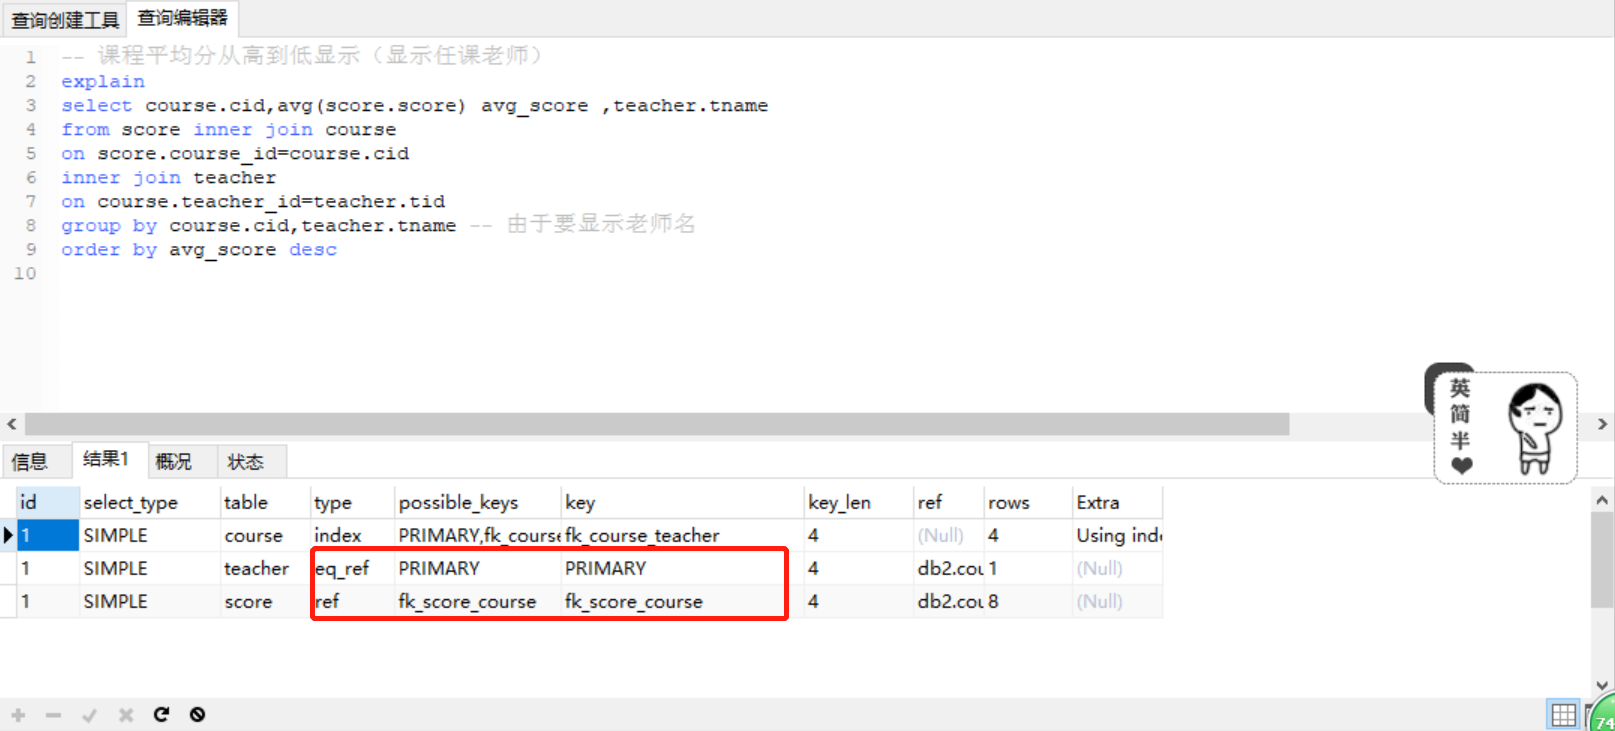 查询创建工具 查询编辑器
1 -- 课程平均分从高到低显示（显示任课老师）
2 explain
3 select course.cid,avg(score.score) avg_score ,teacher.tname
4 from score inner join course
5 on score.course_id=course.cid
6 inner join teacher
7 on course.teacher_id=teacher.tid
8 group by course.cid,teacher.tname -- 由于要显示老师名
9 order by avg_score desc
10
英
简
半
信息 结果1 概况 状态
id select_type table type possible_keys key key_len ref rows Extra
1 SIMPLE course index PRIMARY,fk_course fk_course_teacher 4 (Null) 4 Using inde
1 SIMPLE teacher eq_ref PRIMARY PRIMARY 4 db2.cou 1 (Null)
1 SIMPLE score ref fk_score_course fk_score_course 4 db2.cou 8 (Null)
74